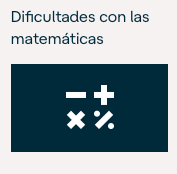 Dificultades con las
matemáticas
− +
× ٪